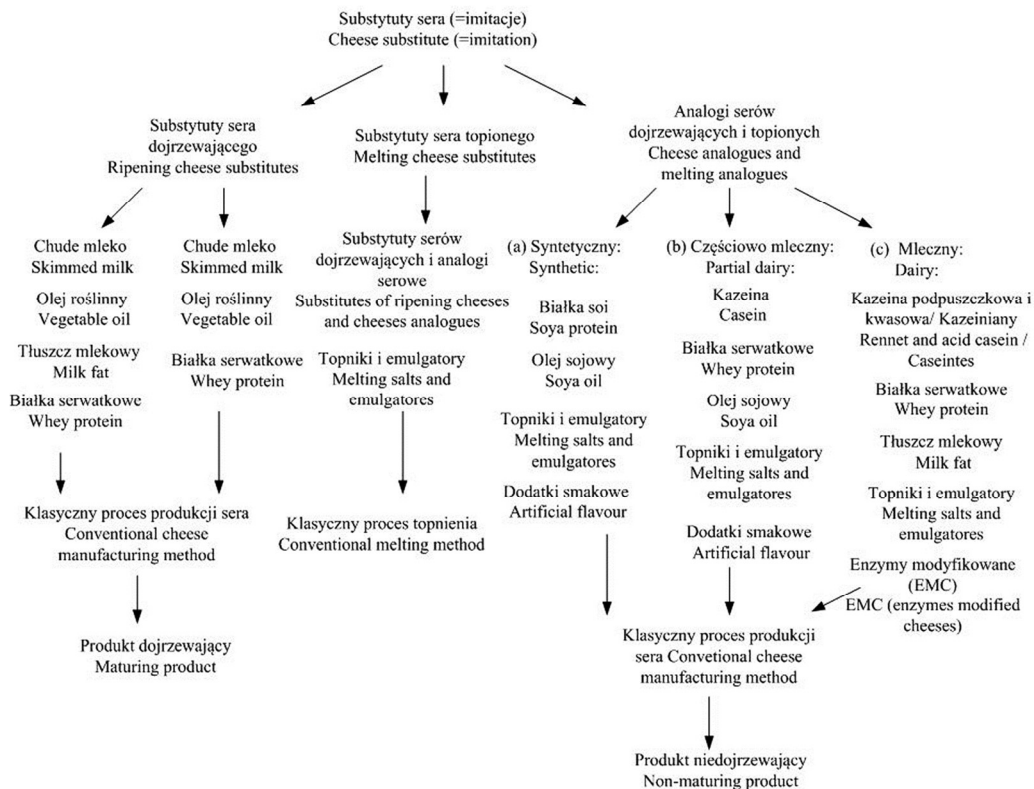 Substytuty sera (=imitacje)
Cheese substitute (=imitation)
Substytuty sera
dojrzewającego
Ripening cheese substitutes
Substytuty sera topionego
Melting cheese substitutes
Analogi serów
dojrzewających i topionych
Cheese analogues and
melting analogues
Chude mleko
Skimmed milk
Olej roślinny
Vegetable oil
Tłuszcz mlekowy
Milk fat
Białka serwatkowe
Whey protein
Chude mleko
Skimmed milk
Olej roślinny
Vegetable oil
Białka serwatkowe
Whey protein
Substytuty serów
dojrzewających i analogi
serowe
Substitutes of ripening cheeses
and cheeses analogues
Topniki i emulgatory
Melting salts and
emulgatores
(a) Syntetyczny:
Synthetic:
Białka soi
Soya protein
Olej sojowy
Soya oil
Topniki i emulgatory
Melting salts and
emulgatores
Dodatki smakowe
Artificial flavour
(b) Częściowo mleczny:
Partial dairy:
Kazeina
Casein
Białka serwatkowe
Whey protein
Olej sojowy
Soya oil
Topniki i emulgatory
Melting salts and
emulgatores
Dodatki smakowe
Artificial flavour
(c) Mleczny:
Dairy:
Kazeina podpuszczkowa i
kwasowa/ Kazeiniany
Rennet and acid casein /
Caseintes
Białka serwatkowe
Whey protein
Tłuszcz mlekowy
Milk fat
Topniki i emulgatory
Melting salts and
emulgatores
Enzymy modyfikowane
(EMC)
EMC (enzymes modified
cheeses)
Klasyczny proces produkcji sera
Conventional cheese
manufacturing method
Klasyczny proces topnienia
Conventional melting method
Klasyczny proces produkcji
sera Convetional cheese
manufacturing method
Produkt dojrzewający
Maturing product
Produkt niedojrzewający
Non-maturing product